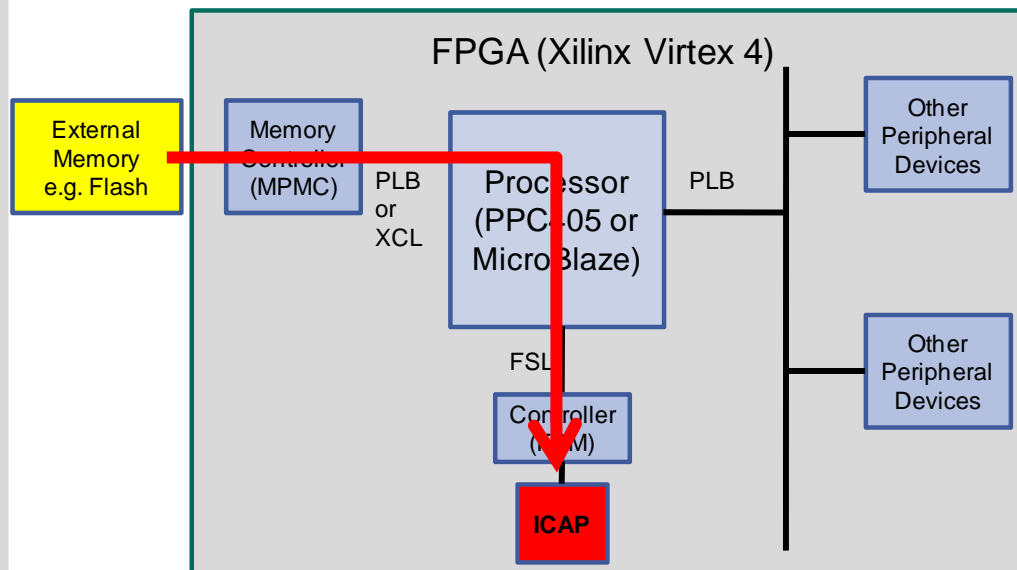 FPGA (Xilinx Virtex 4)
External
Memory
e.g. Flash
Memory
Controller
(MPMC)
PLB
or
XCL
Processor
(PPC405 or
MicroBlaze)
PLB
Other
Peripheral
Devices
FSL
Controller
ICAP
Other
Peripheral
Devices